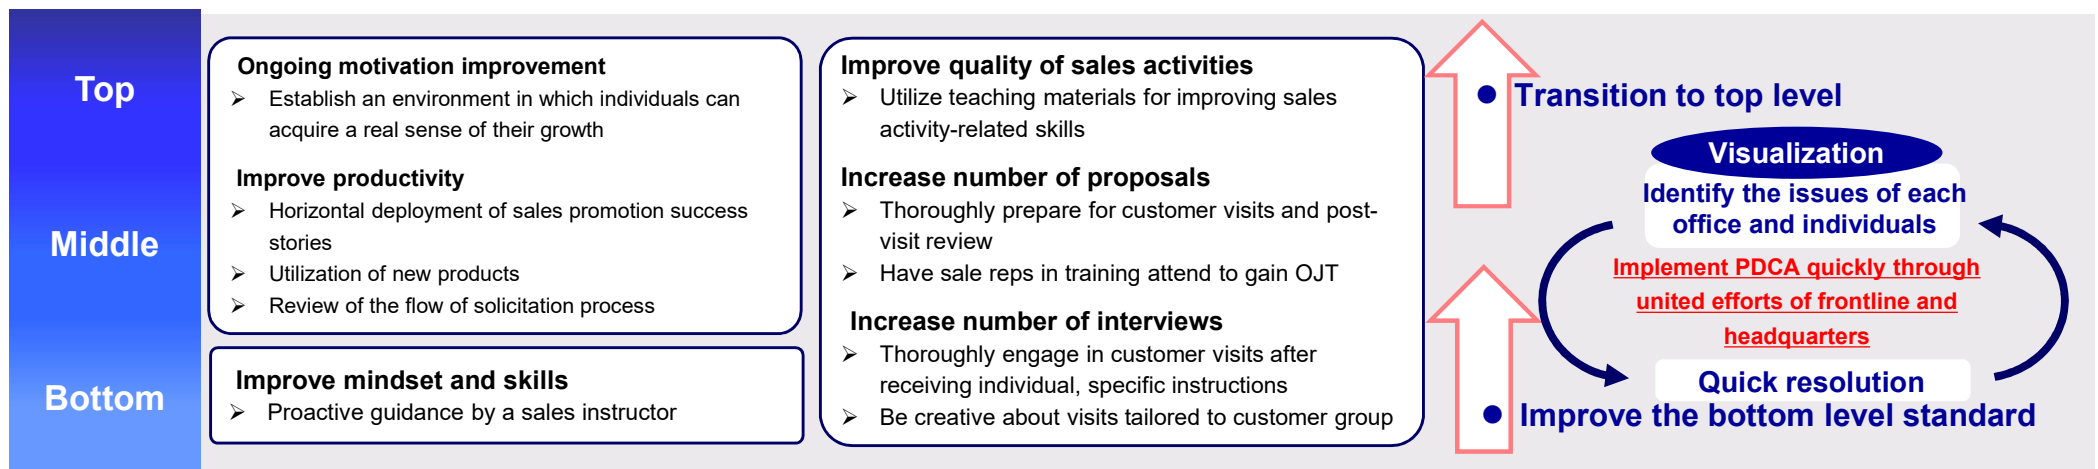 Top
Middle
Bottom
Ongoing motivation improvement
➢ Establish an environment in which individuals can
acquire a real sense of their growth
Improve productivity
➢ Horizontal deployment of sales promotion success
stories
➢ Utilization of new products
➢ Review of the flow of solicitation process
Improve mindset and skills
➢ Proactive guidance by a sales instructor
Improve quality of sales activities
➢ Utilize teaching materials for improving sales
activity-related skills
Increase number of proposals
➢ Thoroughly prepare for customer visits and post-
visit review
➢ Have sale reps in training attend to gain OJT
Increase number of interviews
➢ Thoroughly engage in customer visits after
receiving individual, specific instructions
➢ Be creative about visits tailored to customer group
● Transition to top level
Visualization
Identify the issues of each
office and individuals
Implement PDCA quickly through
united efforts of frontline and
headquarters
Quick resolution
● Improve the bottom level standard